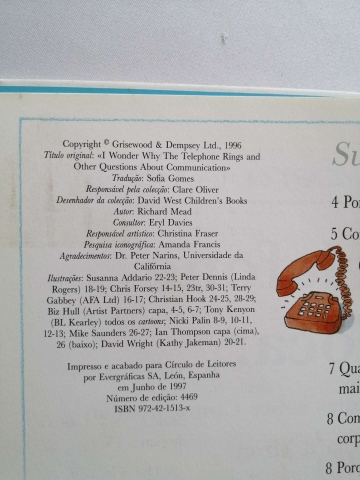 Copyright © Grisewood & Dempsey Ltd., 1996
Título original: «I Wonder Why The Telephone Rings and
Other Questions About Communication»
Tradução: Sofia Gomes
Responsável pela colecção: Clare Oliver
Desenhador da colecção: David West Children's Books
Autor: Richard Mead
Consultor: Eryl Davies
Responsável artístico: Christina Fraser
Pesquisa iconográfica: Amanda Francis
Agradecimentos: Dr. Peter Narins, Universidade da
Califórnia
Ilustrações: Susanna Addario 22-23; Peter Dennis (Linda
Rogers) 18-19; Chris Forsey 14-15, 23tr, 30-31; Terry
Gabbey (AFA Ltd) 16-17; Christian Hook 24-25, 28-29;
Biz Hull (Artist Partners) capa, 4-5, 6-7; Tony Kenyon
(BL Kearley) todos os cartoons; Nicki Palin 8-9, 10-11,
12-13; Mike Saunders 26-27; Ian Thompson capa (cima),
26 (baixo); David Wright (Kathy Jakeman) 20-21.
Impresso e acabado para Círculo de Leitores
por Evergráficas SA, León, Espanha
em Junho de 1997
Número de edição: 4469
ISBN 972-42-1513-x
Su
4 Por
5 Con
7 Qua
mai
8 Com
corp
8 Porq